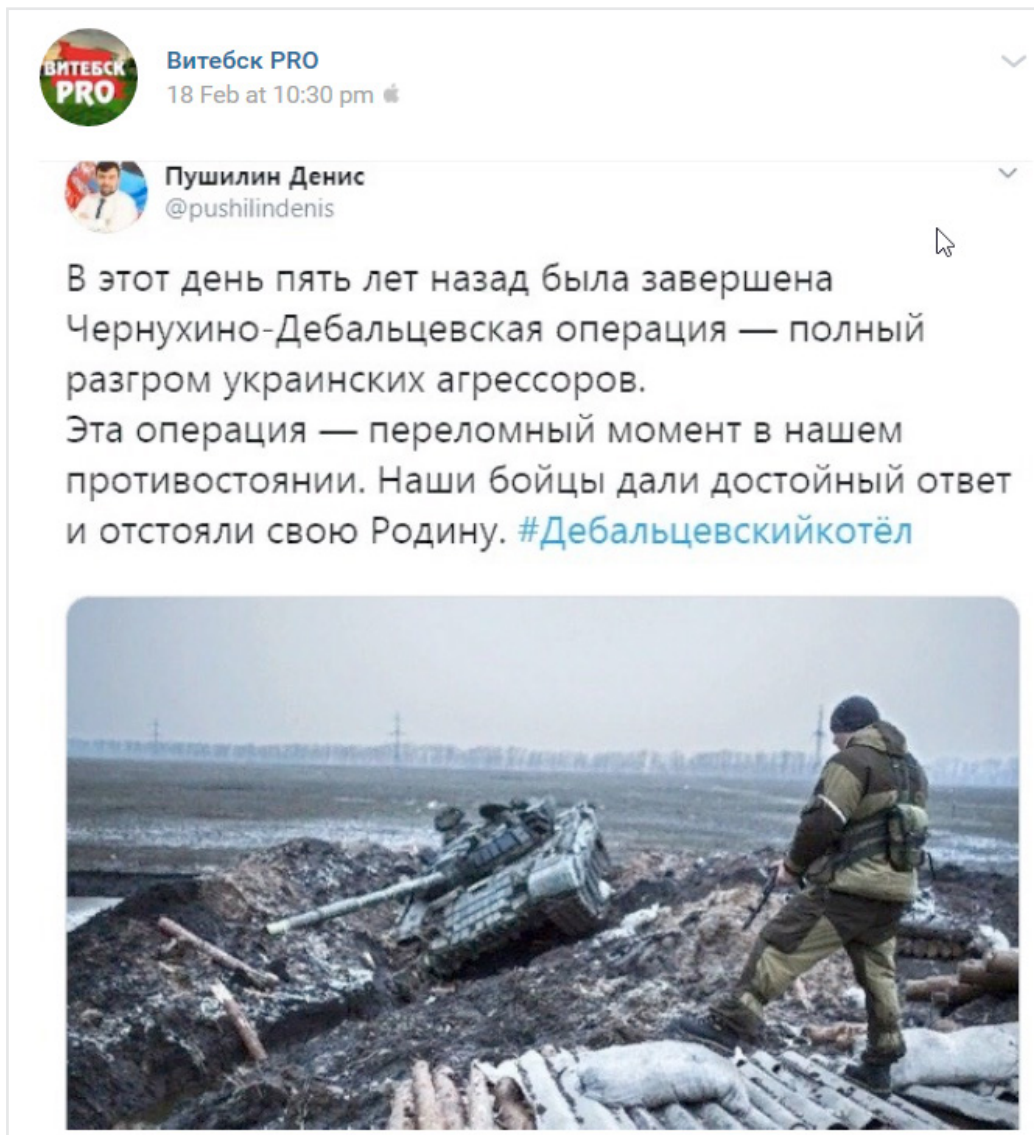 ВИТЕБСК
PRO
Витебск PRO
18 Feb at 10:30 pm
Пушилин Денис
@pushilindenis
В этот день пять лет назад была завершена
Чернухино-Дебальцевская операция — полный
разгром украинских агрессоров.
Эта операция — переломный момент в нашем
противостоянии. Наши бойцы дали достойный ответ
и отстояли свою Родину. #Дебальцевскийкотёл